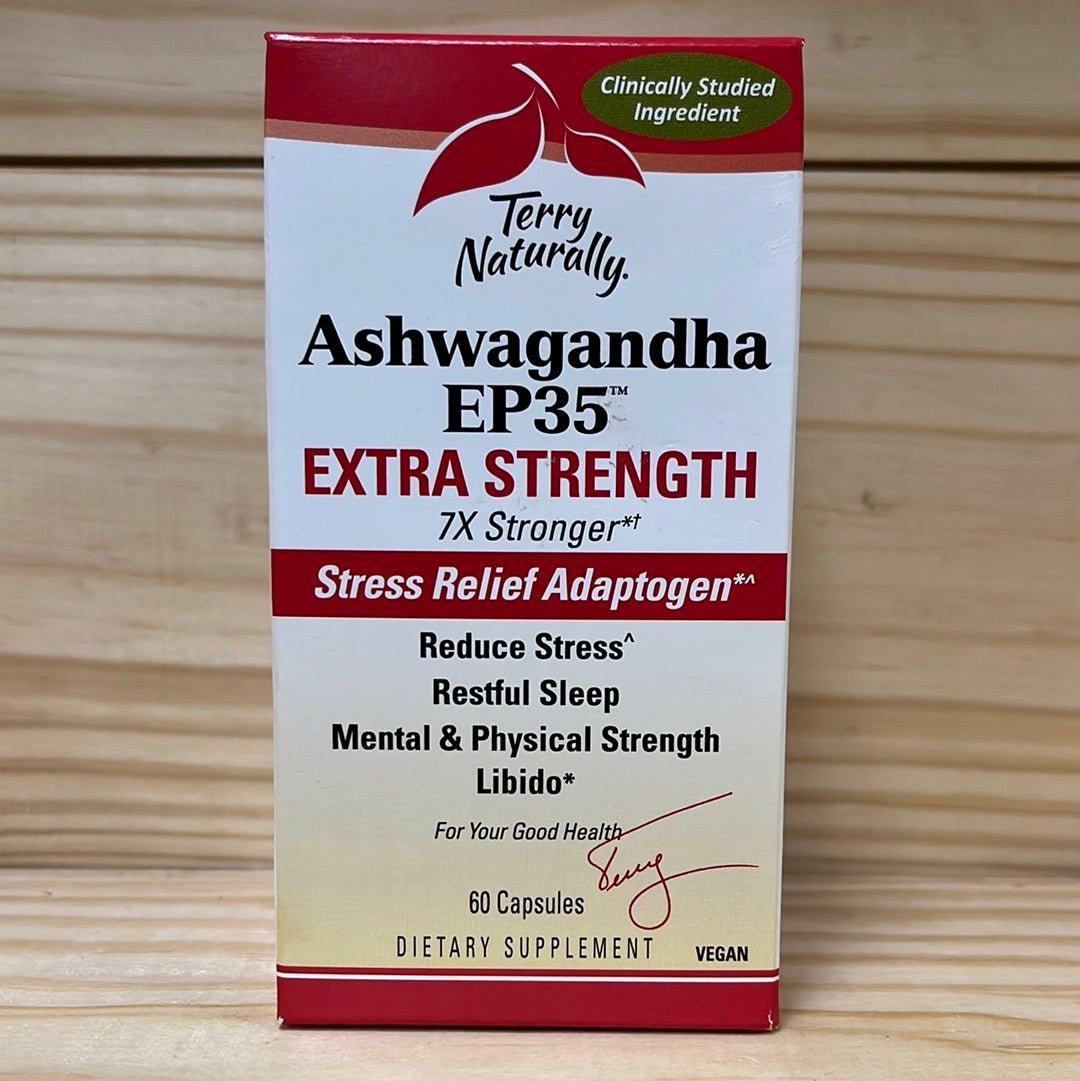 Clinically Studied
Ingredient
Terry
Naturally.
Ashwagandha
EP35™
EXTRA STRENGTH
7X Stronger*†
Stress Relief Adaptogen*^
Reduce Stress^
Restful Sleep
Mental & Physical Strength
Libido*
For Your Good Health
Terry
60 Capsules
DIETARY SUPPLEMENT
VEGAN